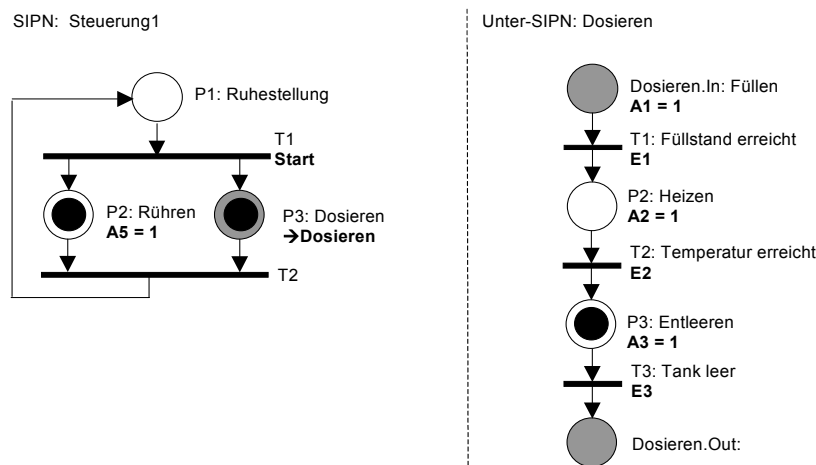 SIPN: Steuerung1
P1: Ruhestellung
T1
Start
P2: Rühren
A5 = 1
P3: Dosieren
→Dosieren
T2
Unter-SIPN: Dosieren
Dosieren.In: Füllen
A1 = 1
T1: Füllstand erreicht
E1
P2: Heizen
A2 = 1
T2: Temperatur erreicht
E2
P3: Entleeren
A3 = 1
T3: Tank leer
E3
Dosieren.Out: